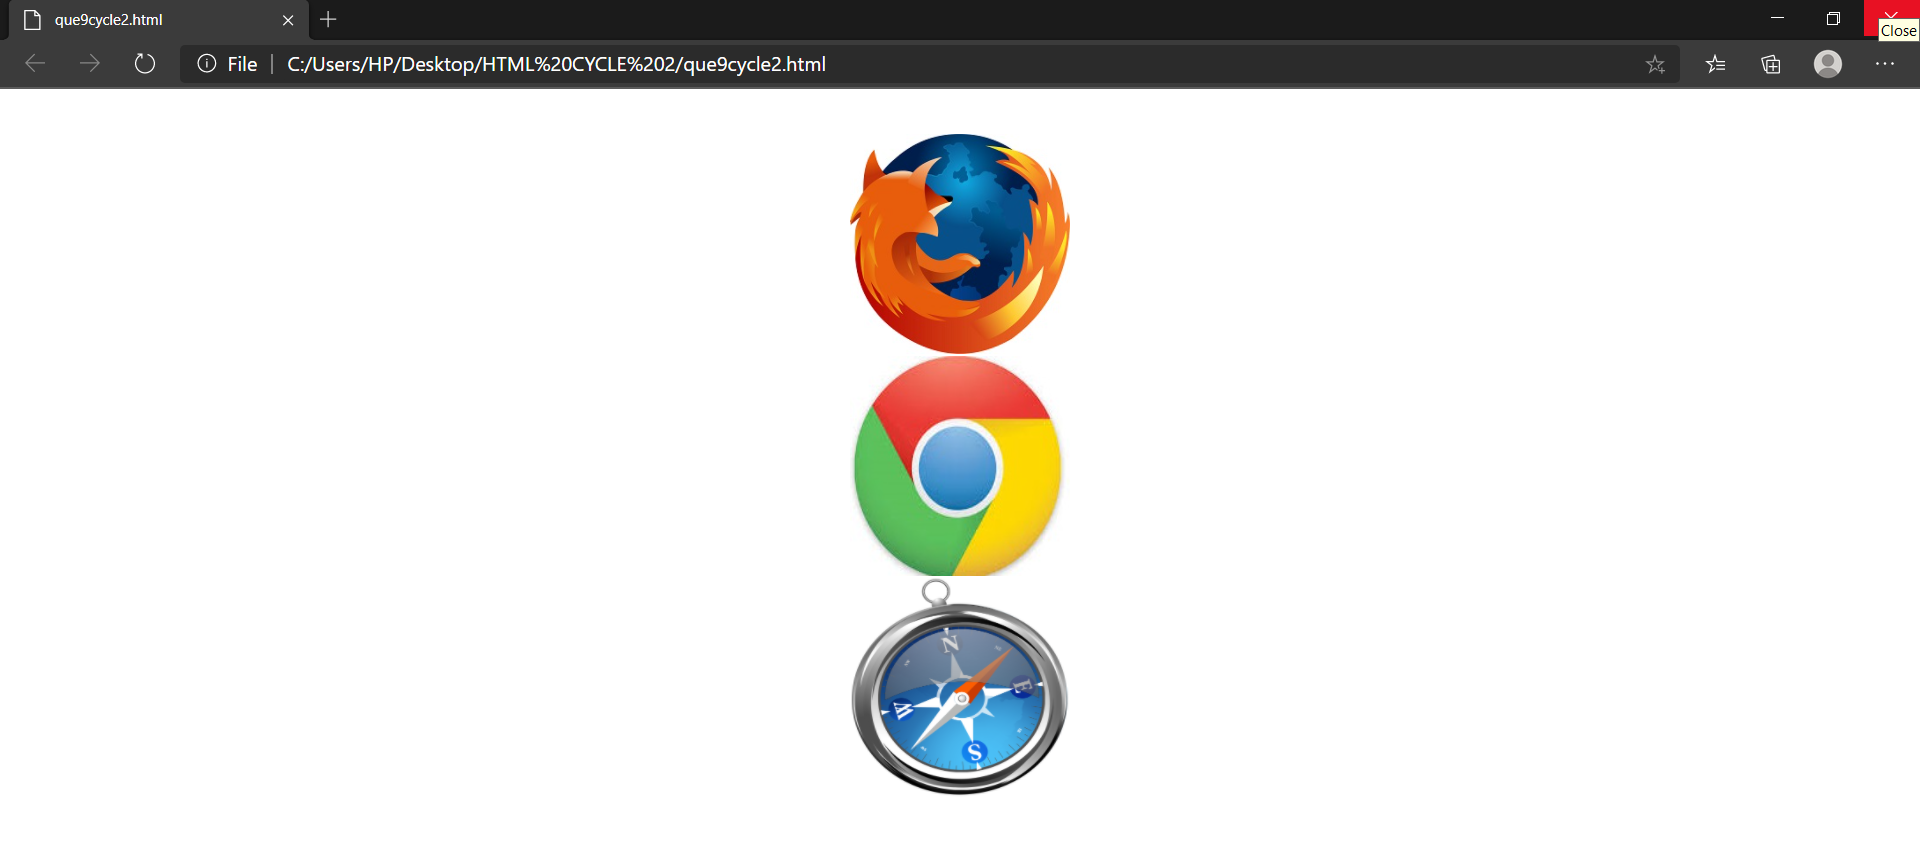 que9cycle2.html
Close
File
C:/Users/HP/Desktop/HTML%20CYCLE%202/que9cycle2.html
N
E
W
S